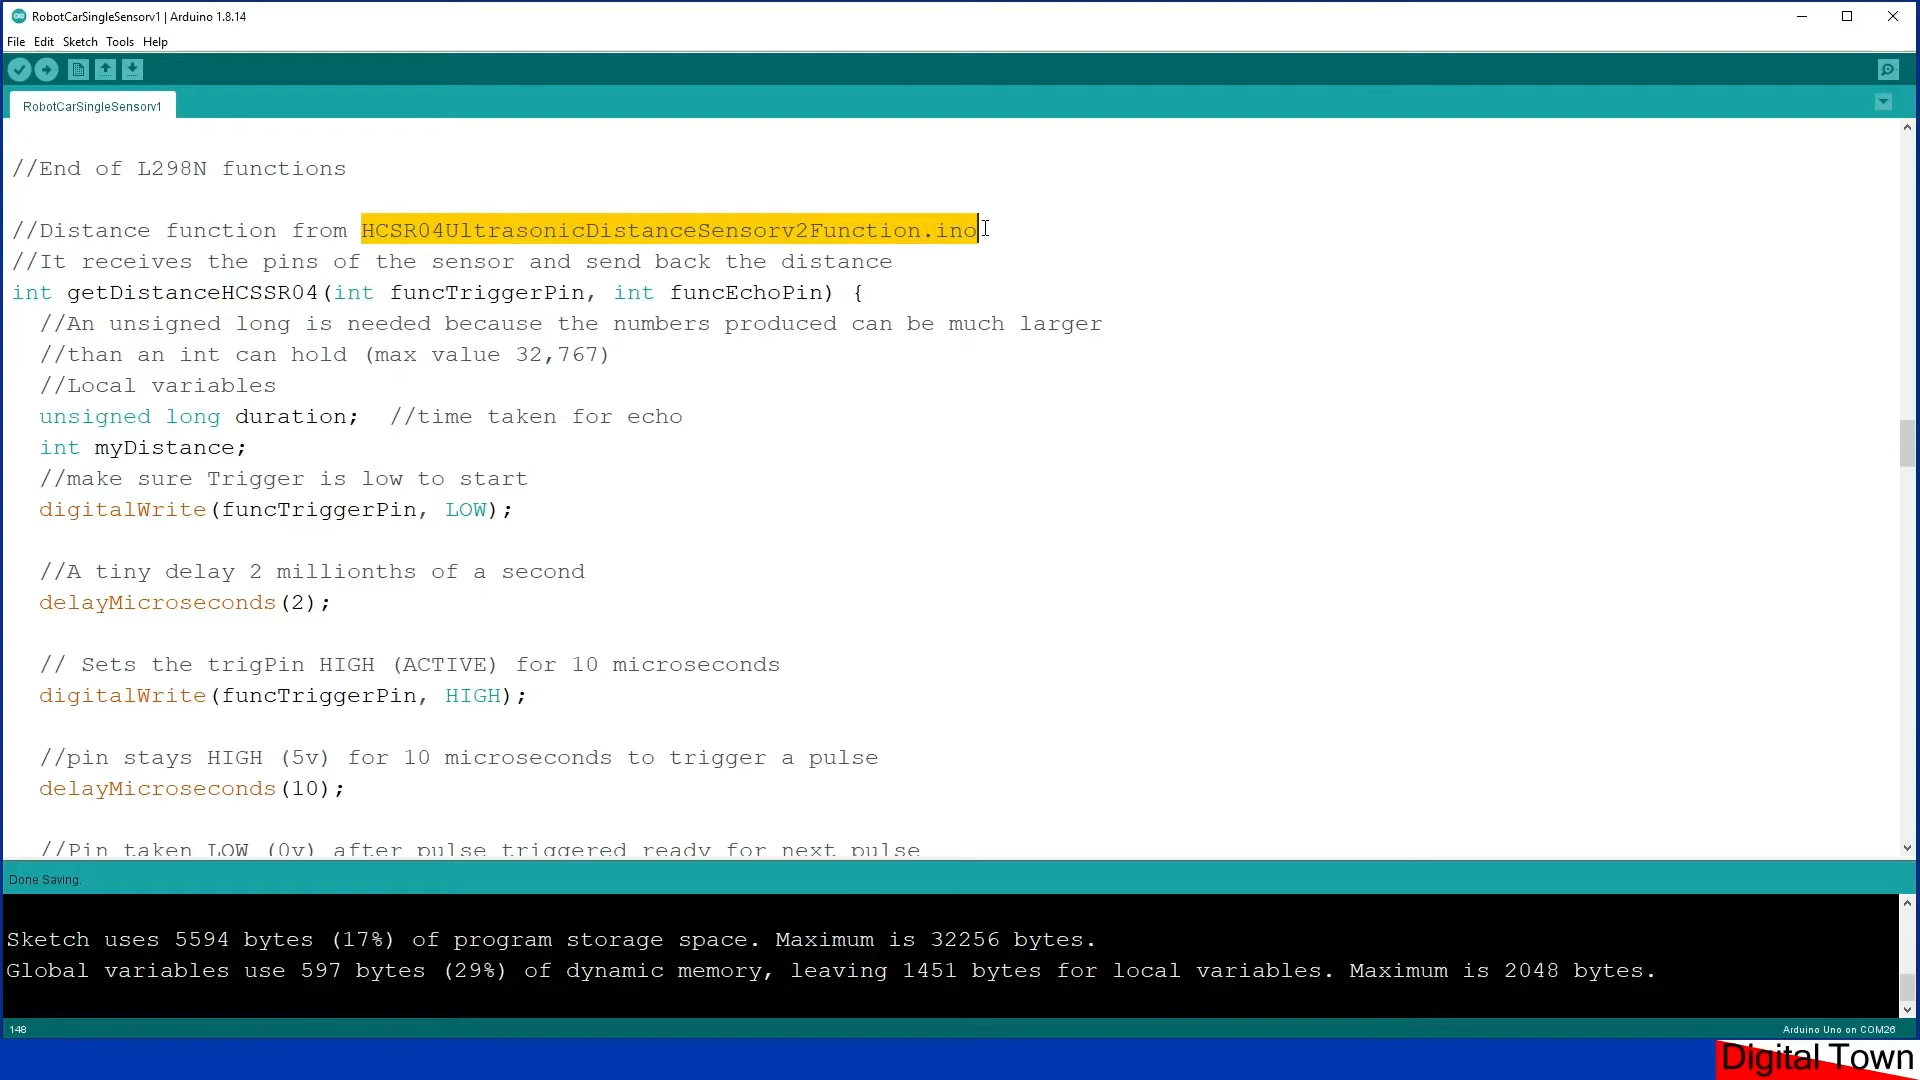 RobotCarSingleSensorv1 | Arduino 1.8.14
File Edit Sketch Tools Help
RobotCarSingleSensorv1
//End of L298N functions
//Distance function from HCSR04UltrasonicDistanceSensorv2Function.ino
//It receives the pins of the sensor and send back the distance
int getDistanceHCSSR04(int funcTriggerPin, int funcEchoPin) {
//An unsigned long is needed because the numbers produced can be much larger
//than an int can hold (max value 32,767)
//Local variables
unsigned long duration;  //time taken for echo
int myDistance;
//make sure Trigger is low to start
digitalWrite(funcTriggerPin, LOW);
//A tiny delay 2 millionths of a second
delayMicroseconds(2);
// Sets the trigPin HIGH (ACTIVE) for 10 microseconds
digitalWrite(funcTriggerPin, HIGH);
//pin stays HIGH (5v) for 10 microseconds to trigger a pulse
delayMicroseconds(10);
//Pin taken LOW (0v) after pulse triggered ready for next pulse
Done Saving.
Sketch uses 5594 bytes (17%) of program storage space. Maximum is 32256 bytes.
Global variables use 597 bytes (29%) of dynamic memory, leaving 1451 bytes for local variables. Maximum is 2048 bytes.
148
Arduino Uno on COM26
Digital Town